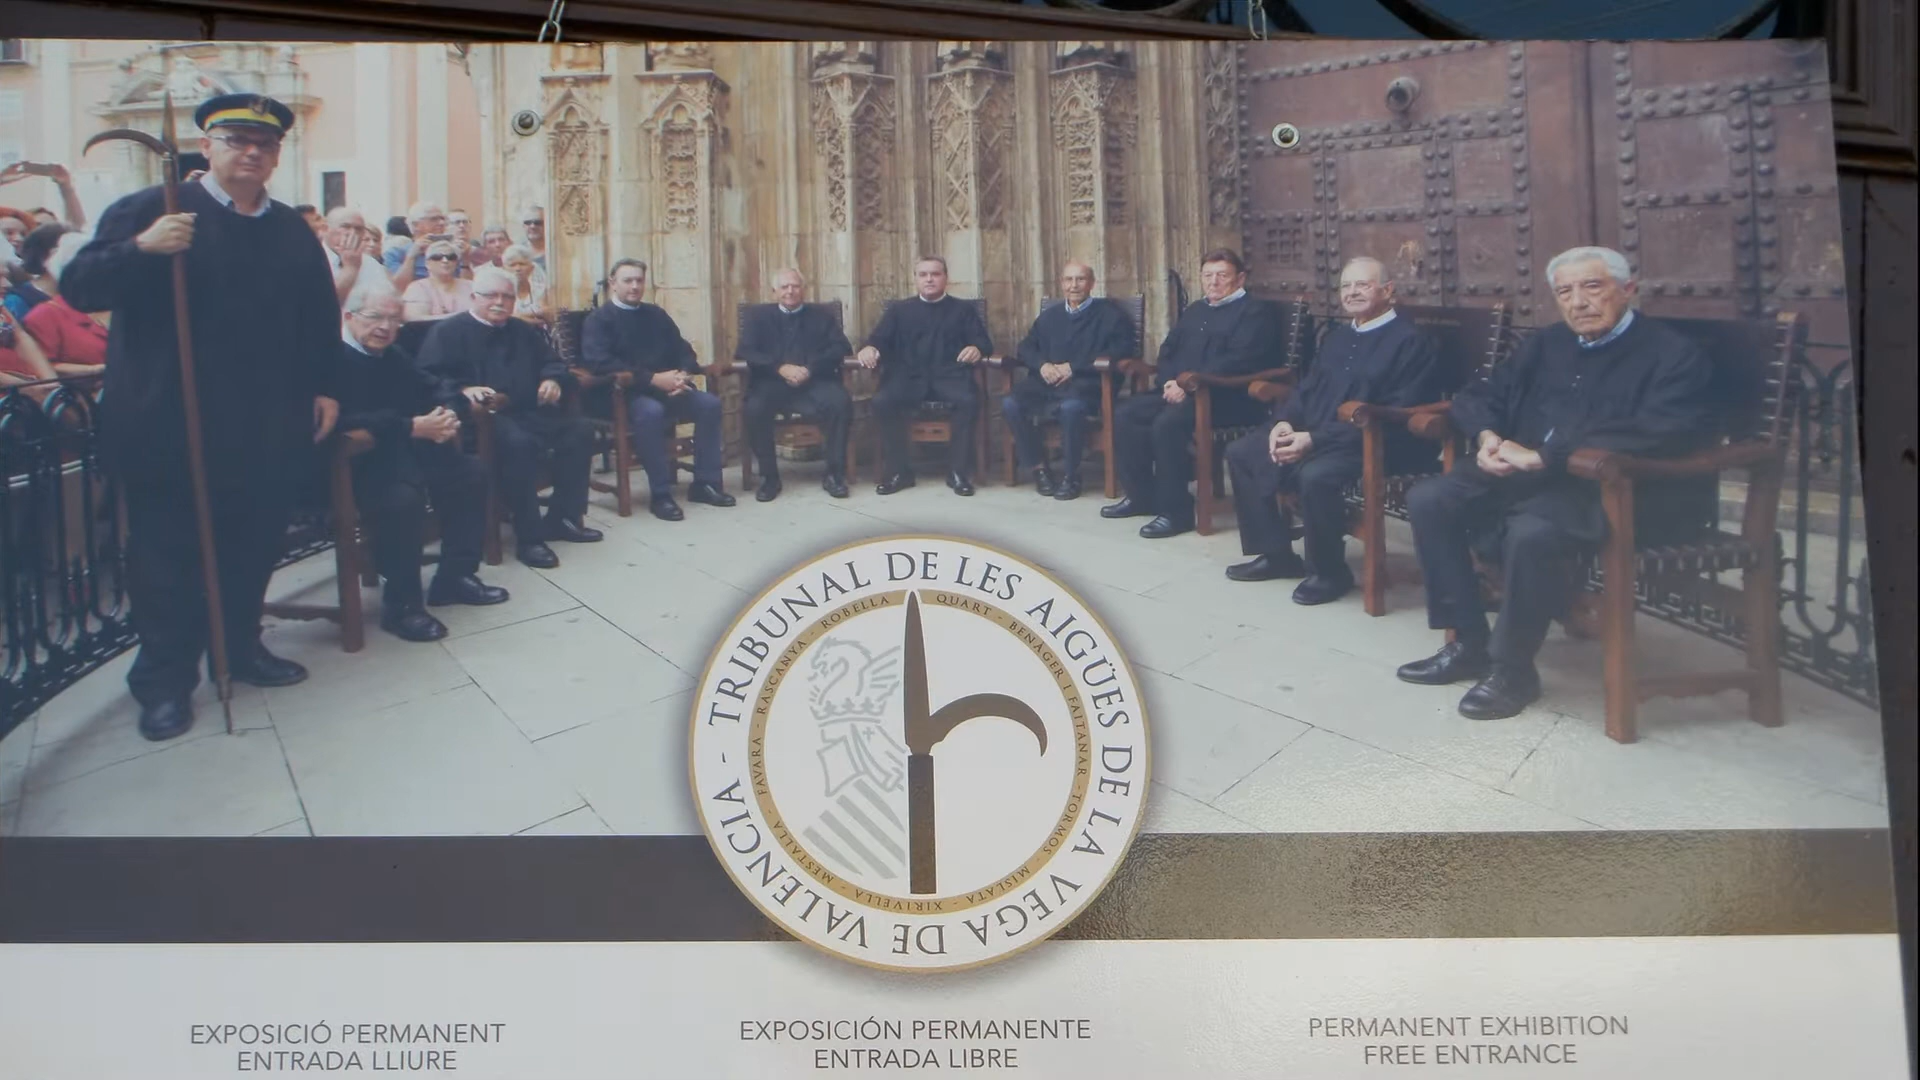 TRIBUNAL DE LES AIGÜES DE LA VEGA DE VALENCIA -
QUART - BENÀGER I FAITANAR - TORMOS - MISLATA - XIRIVELLA - MESTALLA - FAVARA - RASCANYA - ROBELLA
EXPOSICIÓ PERMANENT
ENTRADA LLIURE
EXPOSICIÓN PERMANENTE
ENTRADA LIBRE
PERMANENT EXHIBITION
FREE ENTRANCE